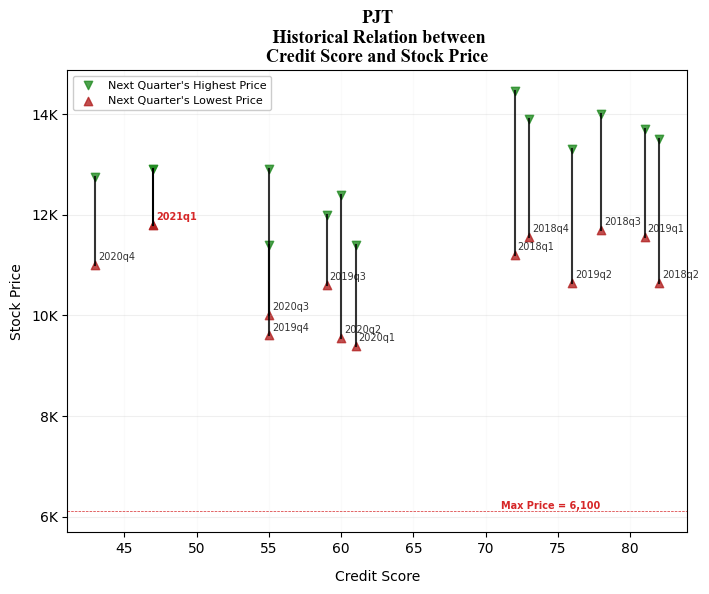 PJT
Historical Relation between
Credit Score and Stock Price
Next Quarter's Highest Price
Next Quarter's Lowest Price
14K
12K
10K
8K
6K
Stock Price
2020q4
2021q1
2020q3
2019q4
2019q3
2020q2
2020q1
2018q1
2018q4
2019q2
2018q3
2019q1
2018q2
Max Price = 6,100
45 50 55 60 65 70 75 80
Credit Score